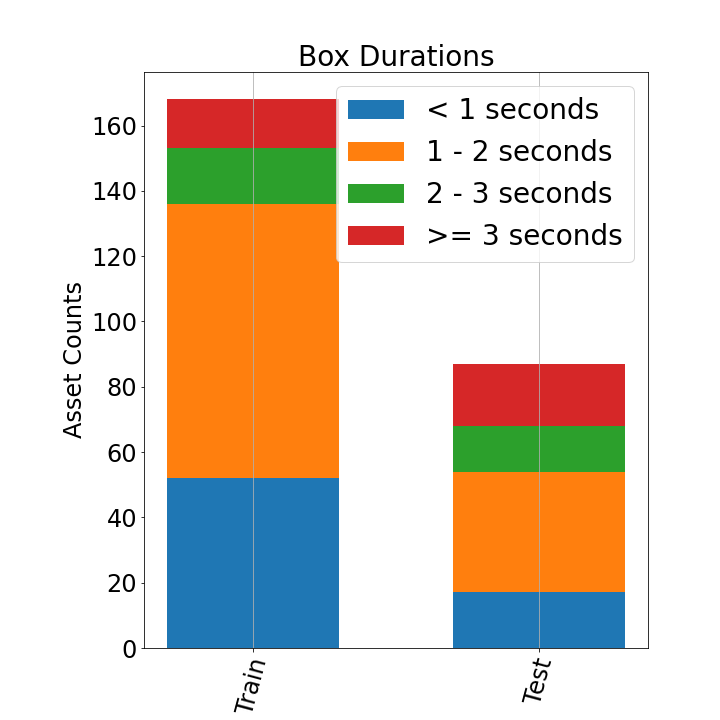 Box Durations
< 1 seconds
1 - 2 seconds
2 - 3 seconds
>= 3 seconds
Asset Counts
160
140
120
100
80
60
40
20
0
Train
Test